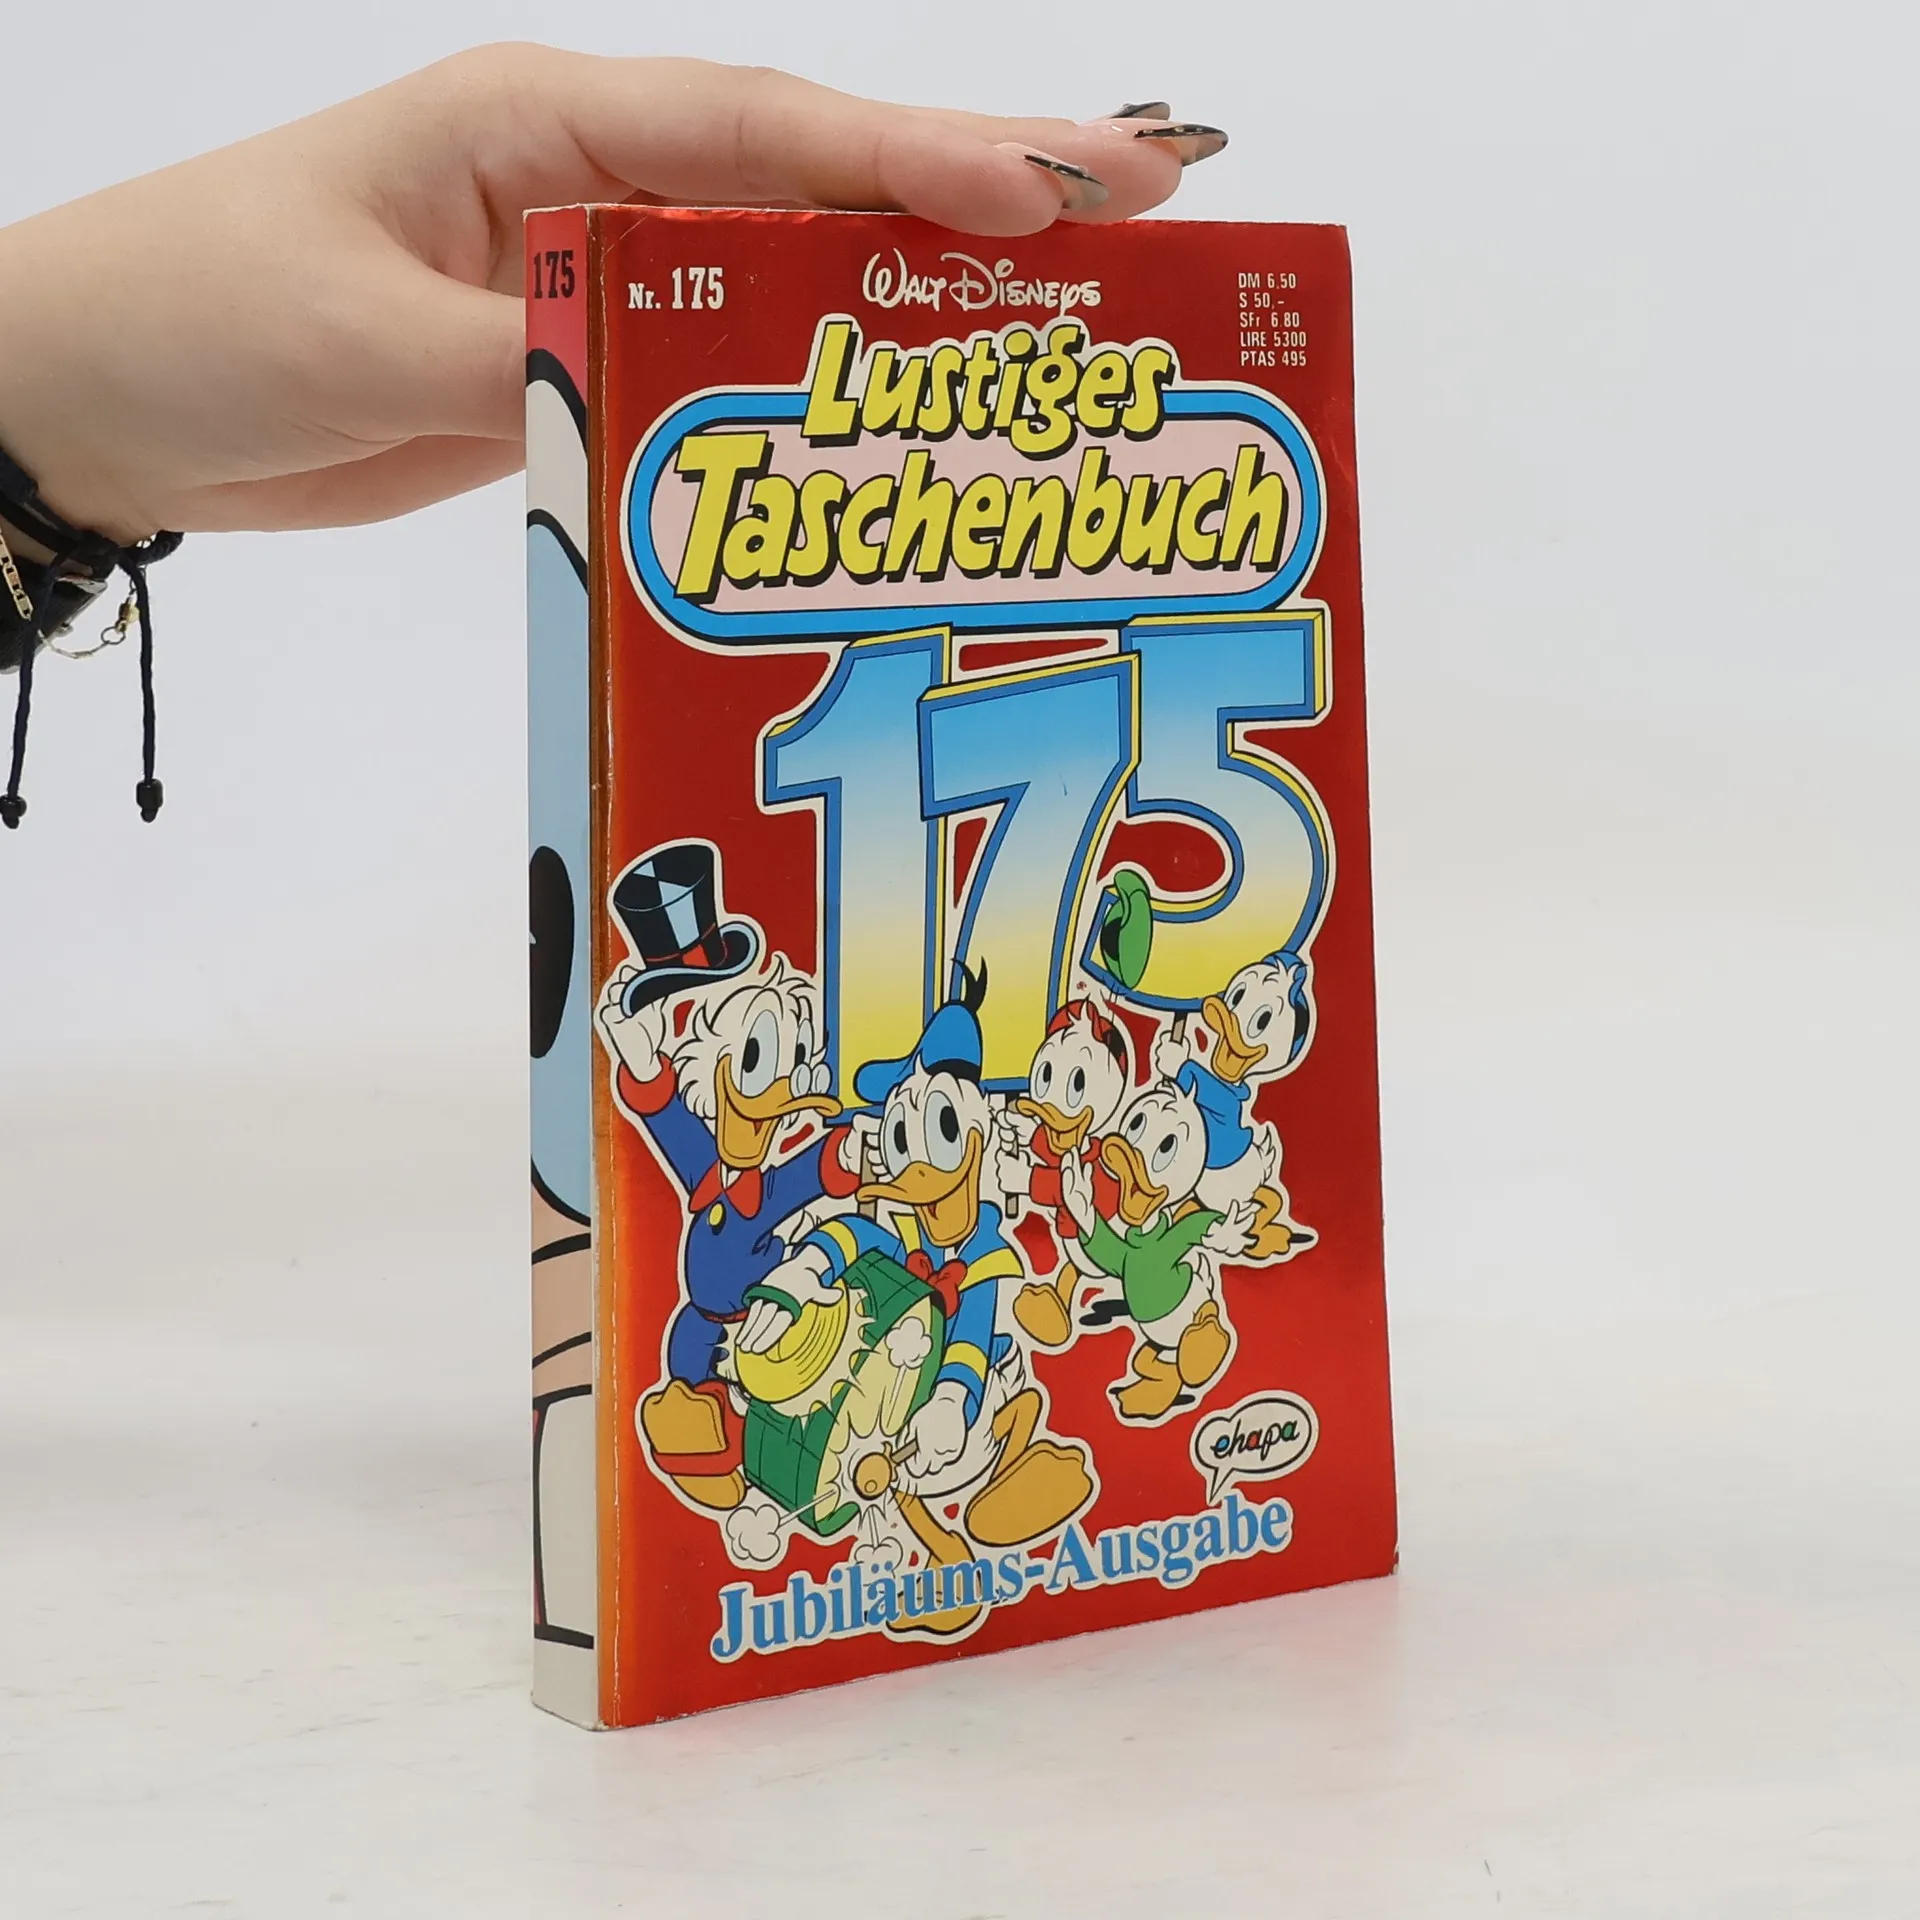 175
Nr. 175
WALT DISNEYS
DM 6.50
S 50,-
SFr 6.80
LIRE 5300
PTAS 495
Lustiges
Taschenbuch
175
ehapa
Jubiläums-Ausgabe